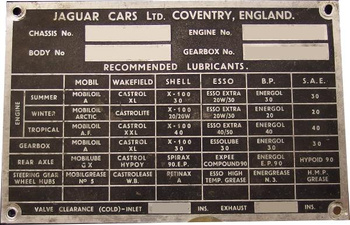 JAGUAR CARS LTD. COVENTRY, ENGLAND.
CHASSIS No. ENGINE No.
BODY No GEARBOX No.
RECOMMENDED LUBRICANTS.
MOBIL WAKEFIELD SHELL ESSO B.P. S.A.E.
ENGINE
SUMMER MOBILOIL A CASTROL XL X-100 30 ESSO EXTRA 20W/30 ENERGOL 30 30
WINTER MOBILOIL ARCTIC CASTROLITE X-100 20/20W ESSO EXTRA 20W/30 ENERGOL 20 20
TROPICAL MOBILOIL A.F. CASTROL XXL X-100 40 ESSO EXTRA 40/50 ENERGOL 40 40
GEARBOX MOBILOIL A CASTROL XL X-100 30 ESSOLUBE 30 ENERGOL 30 30
REAR AXLE MOBILUBE GX CASTROL HYPOY SPIRAX 90.E.P. EXPEE COMPOUND 90 ENERGOL E.P. 90 HYPOID 90
STEERING GEAR WHEEL HUBS MOBILGREASE No 5 CASTROLEASE W.B. RETINAX A ESSO HIGH TEMP. GREASE ENERGREASE N.3. H.M.P. GREASE
VALVE CLEARANCE (COLD)-INLET INS. EXHAUST INS.